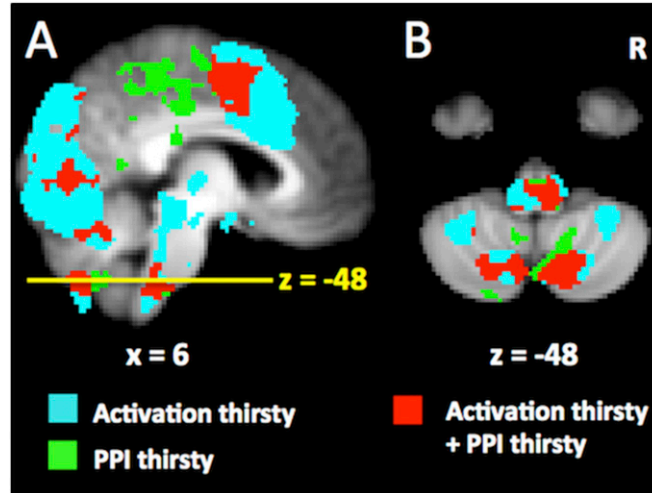 A
B
R
z = -48
x = 6
z = -48
Activation thirsty
PPI thirsty
Activation thirsty
+ PPI thirsty